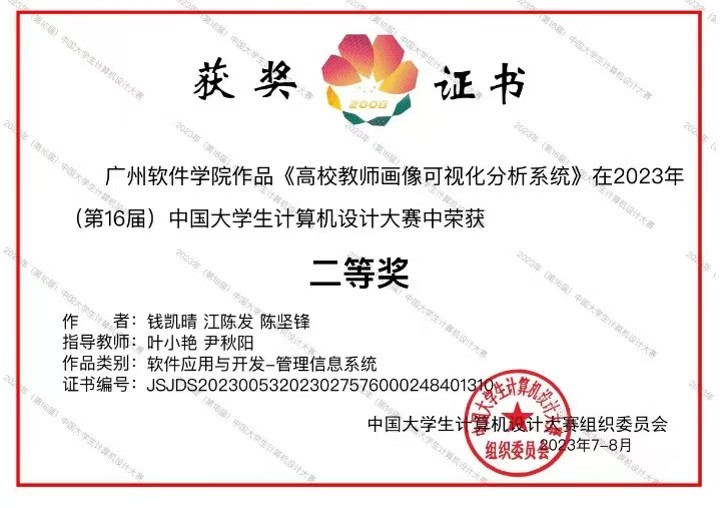 获奖 证书
2008
广州软件学院作品《高校教师画像可视化分析系统》在2023年
（第16届）中国大学生计算机设计大赛中荣获
二等奖
作　　者：钱凯晴 江陈发 陈坚锋
指导教师：叶小艳 尹秋阳
作品类别：软件应用与开发-管理信息系统
证书编号：JSJDS202300532023027576000248401310
中国大学生计算机设计大赛组织委员会
2023年7-8月
中国大学生计算机设计大赛
组织委员会
2023年（第16届）中国大学生计算机设计大赛